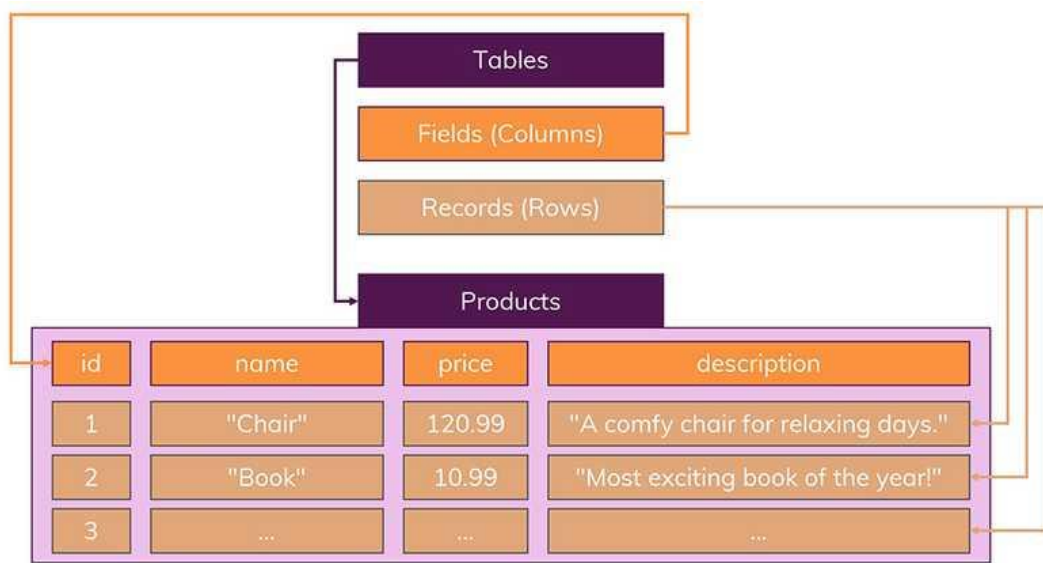 Tables
Fields (Columns)
Records (Rows)
Products
id name price description
1 "Chair" 120.99 "A comfy chair for relaxing days."
2 "Book" 10.99 "Most exciting book of the year!"
3 ... ... ...